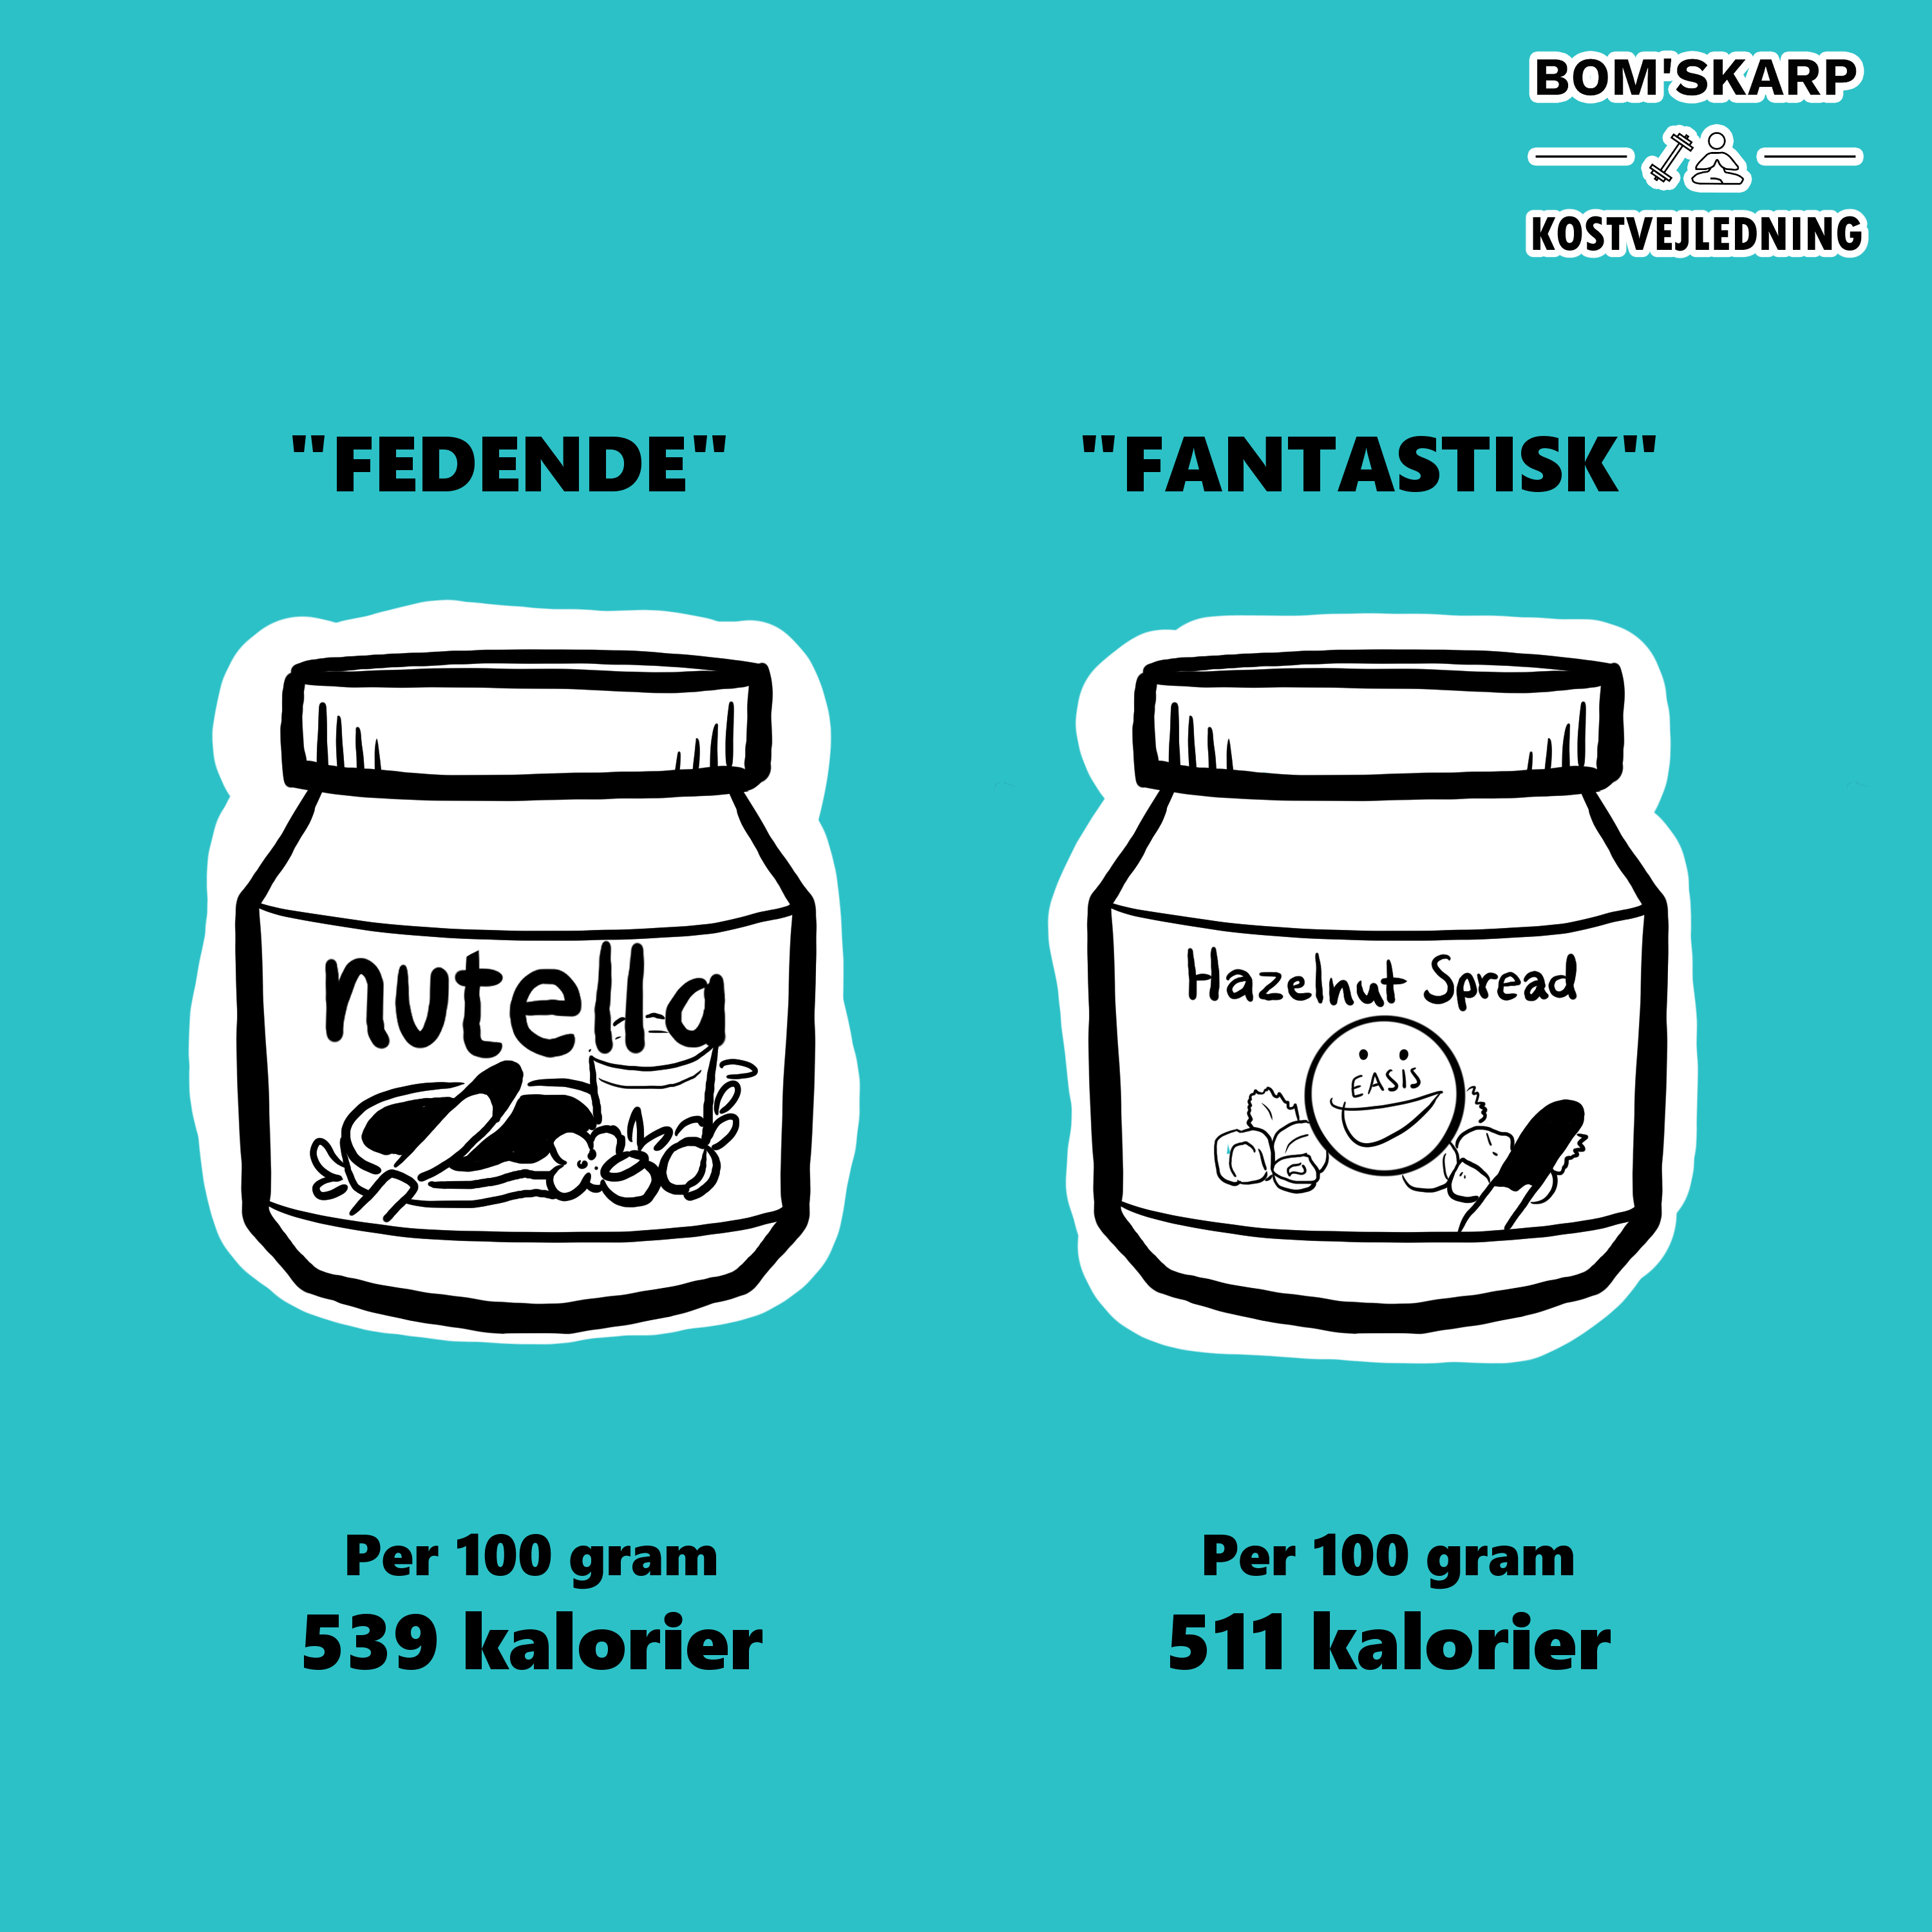 BOM'SKARP
KOSTVEJLEDNING
"FEDENDE"
"FANTASTISK"
nutella
Hazelnut Spread
EASIS
Per 100 gram
539 kalorier
Per 100 gram
511 kalorier